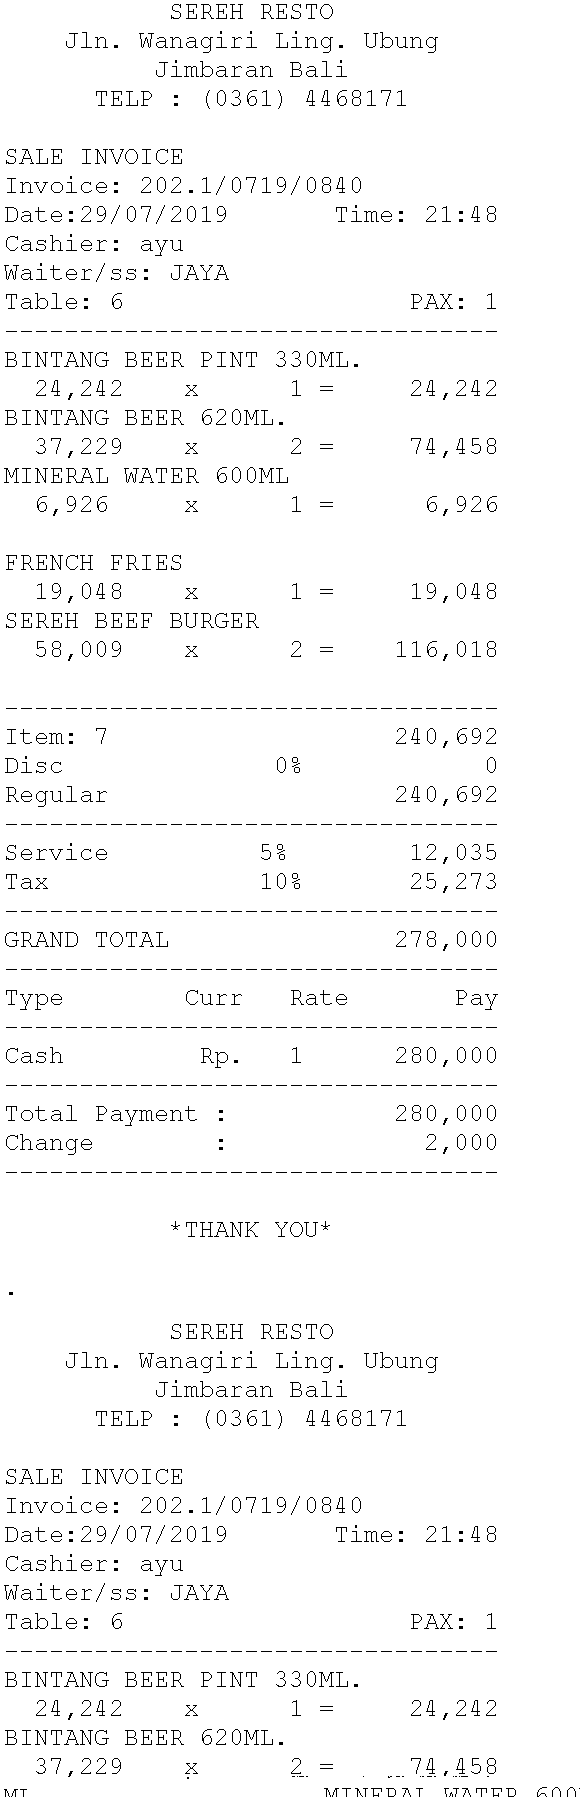 SEREH RESTO
Jln. Wanagiri Ling. Ubung
Jimbaran Bali
TELP : (0361) 4468171
SALE INVOICE
Invoice: 202.1/0719/0840
Date:29/07/2019 Time: 21:48
Cashier: ayu
Waiter/ss: JAYA
Table: 6 PAX: 1
---------------------------------
BINTANG BEER PINT 330ML.
24,242 x 1 = 24,242
BINTANG BEER 620ML.
37,229 x 2 = 74,458
MINERAL WATER 600ML
6,926 x 1 = 6,926
FRENCH FRIES
19,048 x 1 = 19,048
SEREH BEEF BURGER
58,009 x 2 = 116,018
---------------------------------
Item: 7 240,692
Disc 0% 0
Regular 240,692
---------------------------------
Service 5% 12,035
Tax 10% 25,273
---------------------------------
GRAND TOTAL 278,000
---------------------------------
Type Curr Rate Pay
---------------------------------
Cash Rp. 1 280,000
---------------------------------
Total Payment : 280,000
Change : 2,000
---------------------------------
*THANK YOU*
.
SEREH RESTO
Jln. Wanagiri Ling. Ubung
Jimbaran Bali
TELP : (0361) 4468171
SALE INVOICE
Invoice: 202.1/0719/0840
Date:29/07/2019 Time: 21:48
Cashier: ayu
Waiter/ss: JAYA
Table: 6 PAX: 1
---------------------------------
BINTANG BEER PINT 330ML.
24,242 x 1 = 24,242
BINTANG BEER 620ML.
37,229 x 2 = 74,458
MINERAL WATER